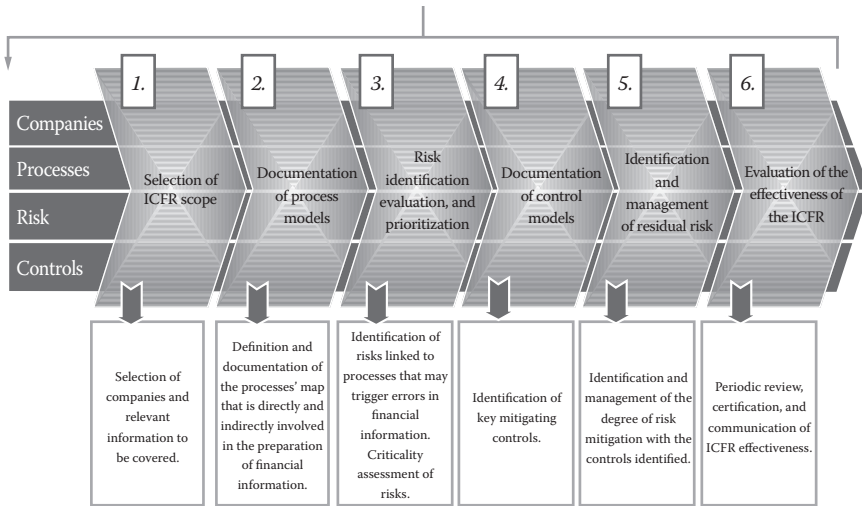 1.
2.
3.
4.
5.
6.
Companies
Processes
Risk
Controls
Selection of
ICFR scope
Documentation
of process
models
Risk
identification
evaluation, and
prioritization
Documentation
of control
models
Identification
and
management
of residual risk
Evaluation of the
effectiveness of
the ICFR
Selection of
companies and
relevant
information to
be covered.
Definition and
documentation of
the processes' map
that is directly and
indirectly involved
in the preparation
of financial
information.
Identification of
risks linked to
processes that may
trigger errors in
financial
information.
Criticality
assessment of
risks.
Identification of
key mitigating
controls.
Identification and
management of the
degree of risk
mitigation with the
controls identified.
Periodic review,
certification, and
communication of
ICFR effectiveness.